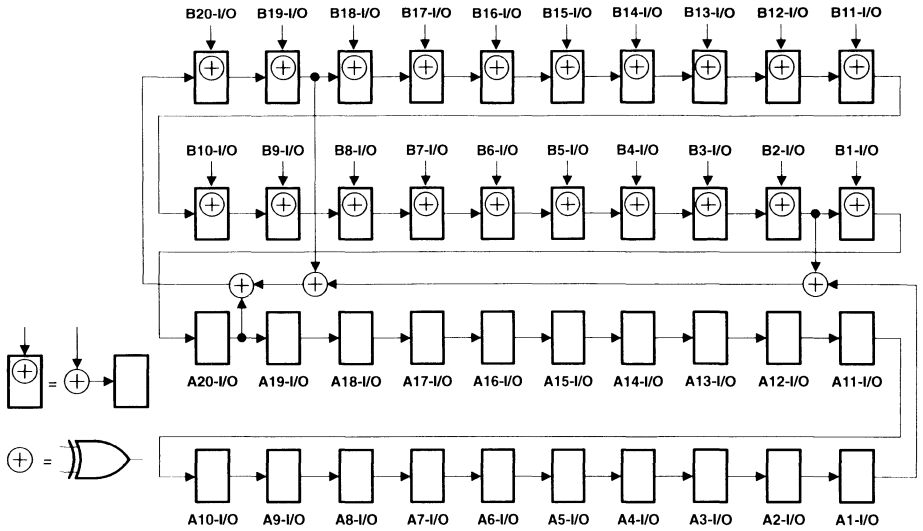 B20-I/O B19-I/O B18-I/O B17-I/O B16-I/O B15-I/O B14-I/O B13-I/O B12-I/O B11-I/O
B10-I/O B9-I/O B8-I/O B7-I/O B6-I/O B5-I/O B4-I/O B3-I/O B2-I/O B1-I/O
A20-I/O A19-I/O A18-I/O A17-I/O A16-I/O A15-I/O A14-I/O A13-I/O A12-I/O A11-I/O
=
=
A10-I/O A9-I/O A8-I/O A7-I/O A6-I/O A5-I/O A4-I/O A3-I/O A2-I/O A1-I/O